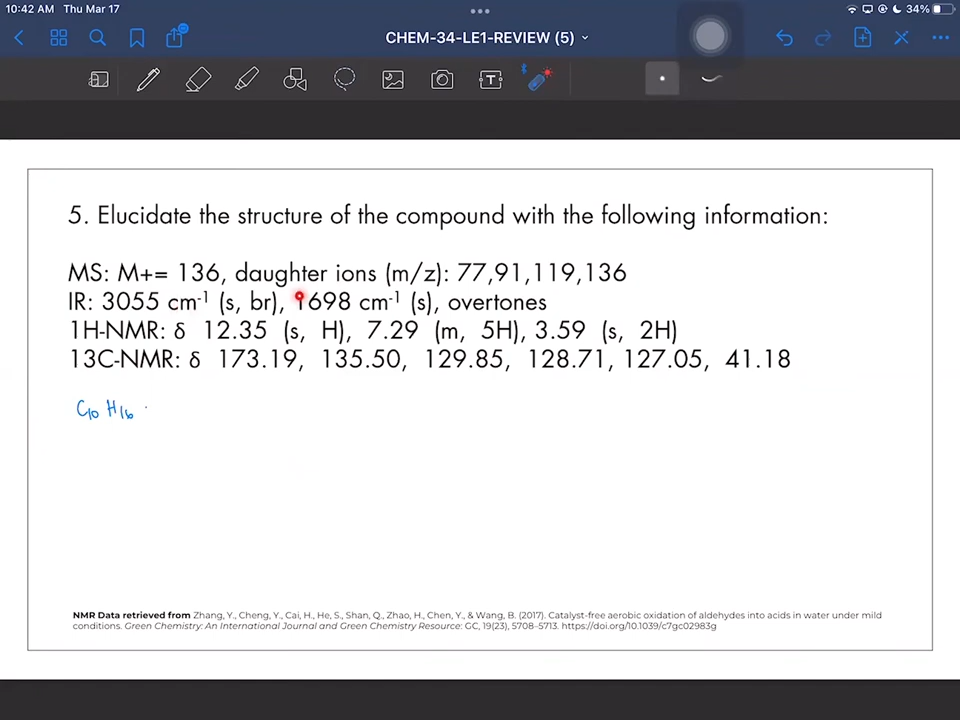 10:42 AM Thu Mar 17
34%
CHEM-34-LE1-REVIEW (5)
T
5. Elucidate the structure of the compound with the following information:
MS: M+= 136, daughter ions (m/z): 77,91,119,136
IR: 3055 cm⁻¹ (s, br), 1698 cm⁻¹ (s), overtones
1H-NMR: δ 12.35 (s, H), 7.29 (m, 5H), 3.59 (s, 2H)
13C-NMR: δ 173.19, 135.50, 129.85, 128.71, 127.05, 41.18
C₁₀ H₁₆
NMR Data retrieved from Zhang, Y., Cheng, Y., Cai, H., He, S., Shan, Q., Zhao, H., Chen, Y., & Wang, B. (2017). Catalyst-free aerobic oxidation of aldehydes into acids in water under mild
conditions. Green Chemistry: An International Journal and Green Chemistry Resource: GC, 19(23), 5708–5713. https://doi.org/10.1039/c7gc02983g